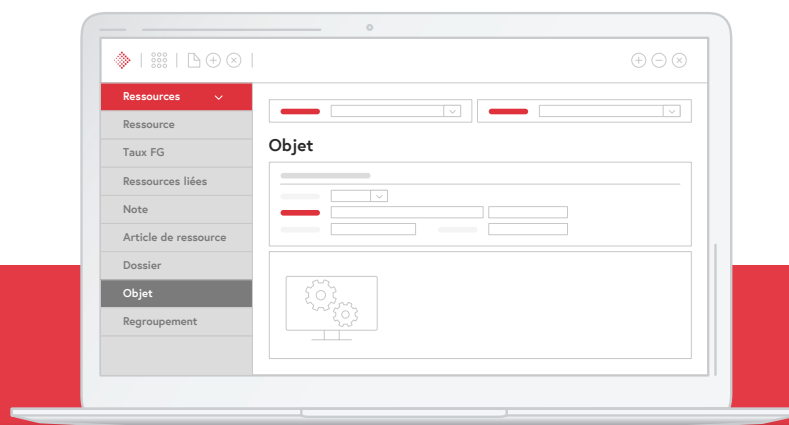 Ressources
Ressource
Taux FG
Ressources liées
Note
Article de ressource
Dossier
Objet
Regroupement
Objet